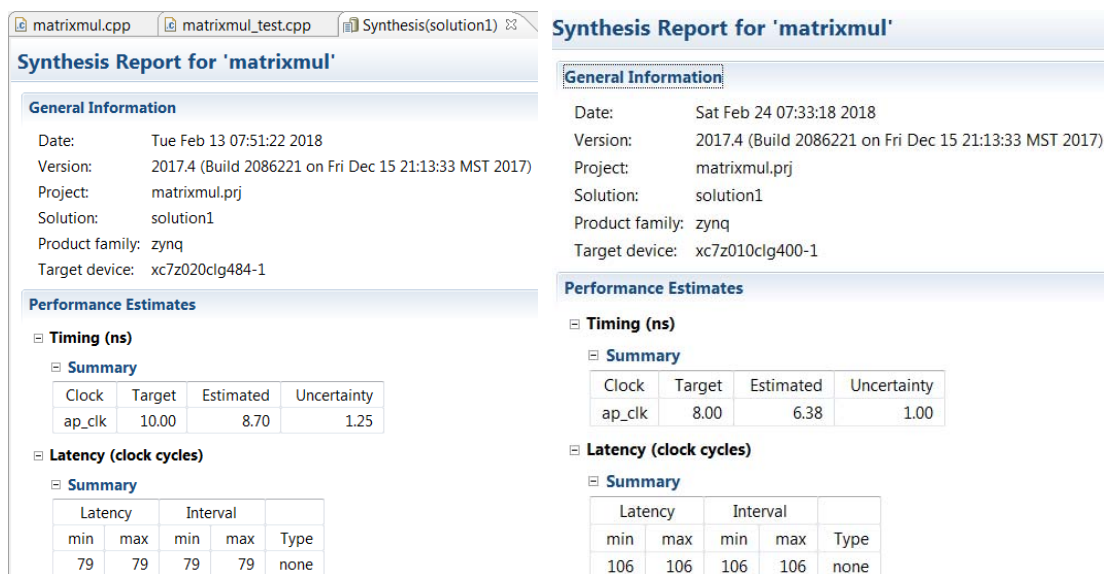 matrixmul.cpp matrixmul_test.cpp Synthesis(solution1)
Synthesis Report for 'matrixmul'
General Information
Date: Tue Feb 13 07:51:22 2018
Version: 2017.4 (Build 2086221 on Fri Dec 15 21:13:33 MST 2017)
Project: matrixmul.prj
Solution: solution1
Product family: zynq
Target device: xc7z020clg484-1
Performance Estimates
Timing (ns)
Summary
Clock Target Estimated Uncertainty
ap_clk 10.00 8.70 1.25
Latency (clock cycles)
Summary
Latency Interval
min max min max Type
79 79 79 79 none
Synthesis Report for 'matrixmul'
General Information
Date: Sat Feb 24 07:33:18 2018
Version: 2017.4 (Build 2086221 on Fri Dec 15 21:13:33 MST 2017)
Project: matrixmul.prj
Solution: solution1
Product family: zynq
Target device: xc7z010clg400-1
Performance Estimates
Timing (ns)
Summary
Clock Target Estimated Uncertainty
ap_clk 8.00 6.38 1.00
Latency (clock cycles)
Summary
Latency Interval
min max min max Type
106 106 106 106 none